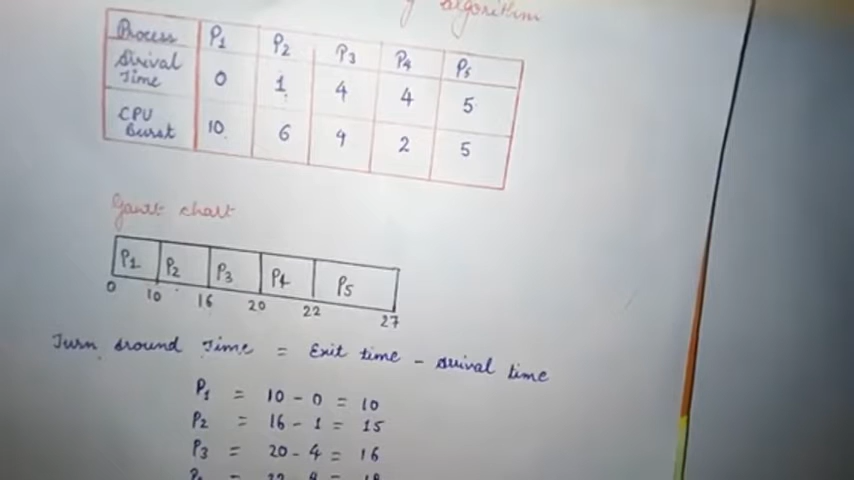 algorithm
Process P1 P2 P3 P4 P5
Arrival Time 0 1 4 4 5
CPU Burst 10 6 4 2 5
Gantt chart
P1 P2 P3 P4 P5
0 10 16 20 22 27
Turn around Time = Exit time - arrival time
P1 = 10 - 0 = 10
P2 = 16 - 1 = 15
P3 = 20 - 4 = 16